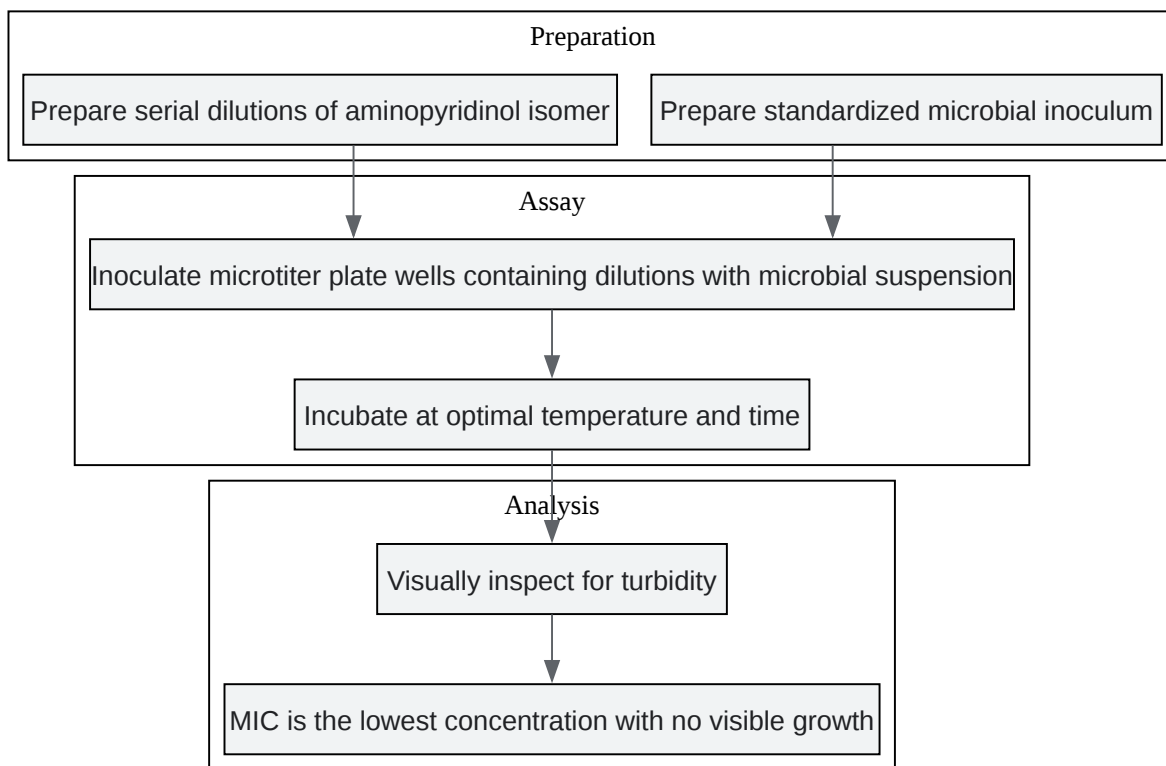 Preparation
Prepare serial dilutions of aminopyridinol isomer
Prepare standardized microbial inoculum
Assay
Inoculate microtiter plate wells containing dilutions with microbial suspension
Incubate at optimal temperature and time
Analysis
Visually inspect for turbidity
MIC is the lowest concentration with no visible growth